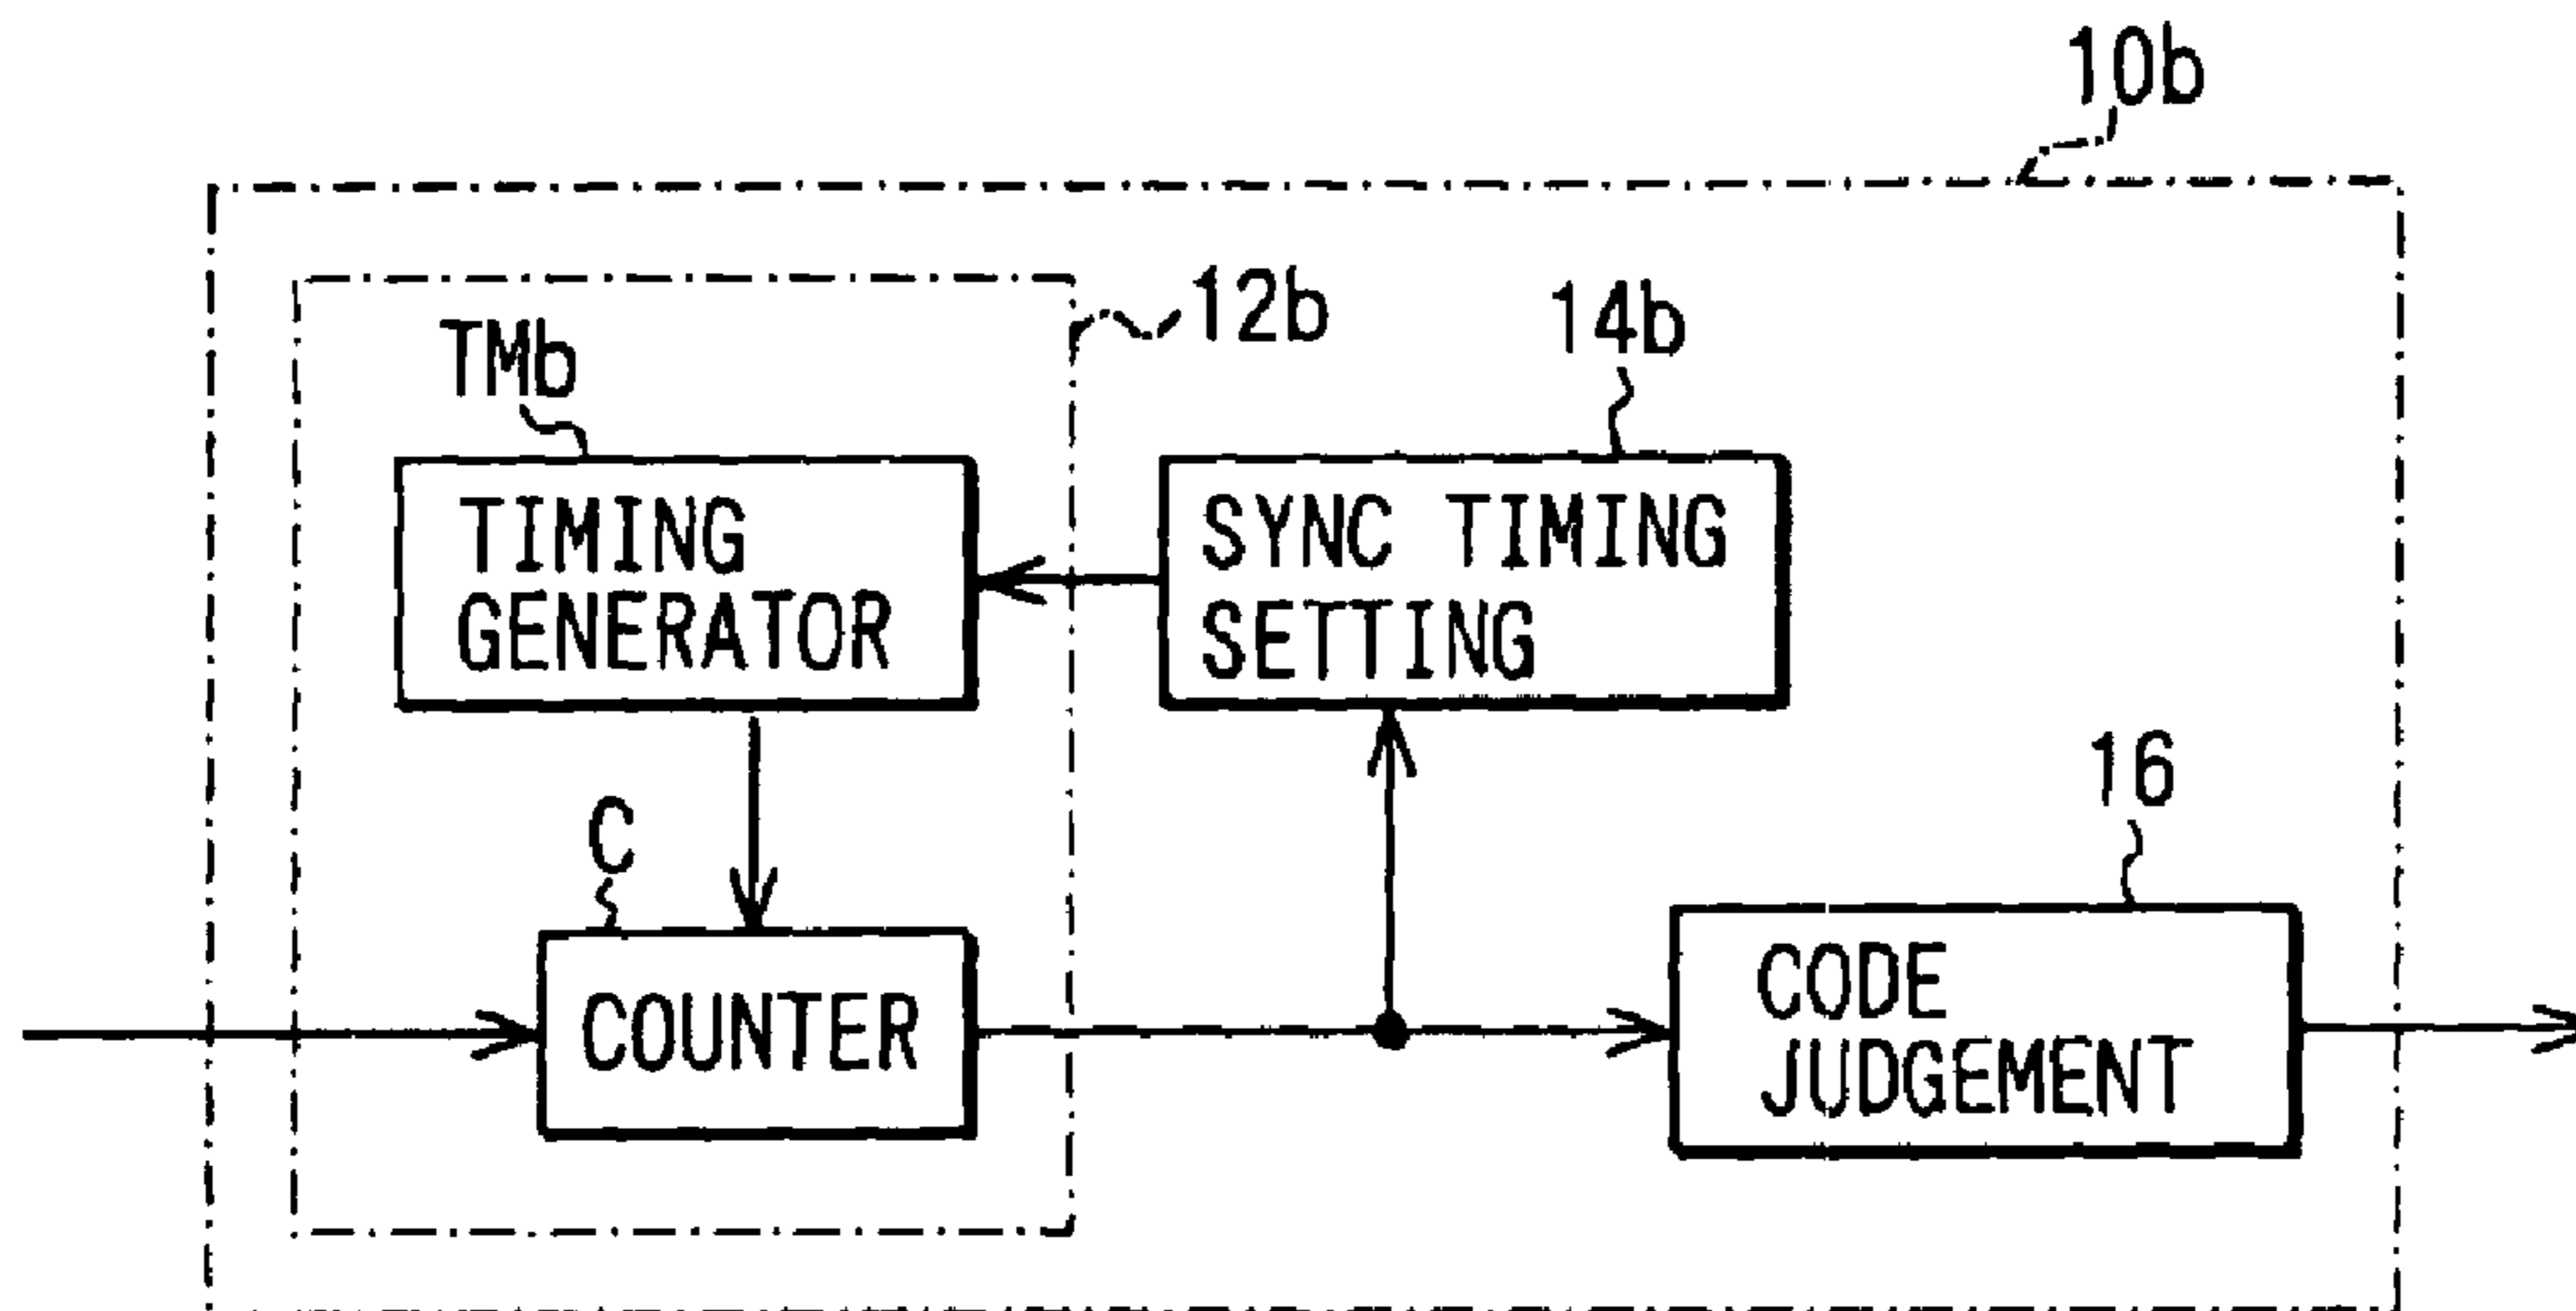 10b
12b
TMb
14b
TIMING
GENERATOR
SYNC TIMING
SETTING
16
C
COUNTER
CODE
JUDGEMENT